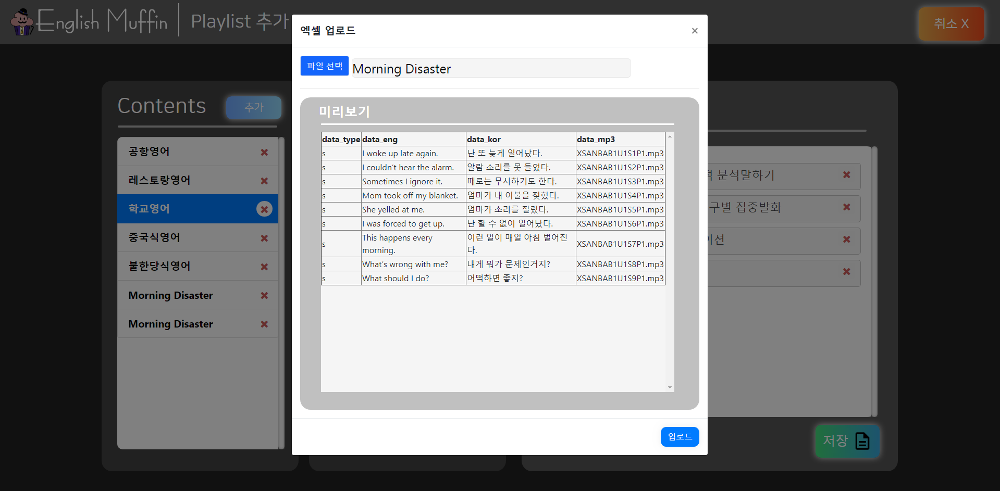 English Muffin
Playlist 추가
취소 X
엑셀 업로드
×
파일 선택
Morning Disaster
미리보기
data_type data_eng data_kor data_mp3
s I woke up late again. 난 또 늦게 일어났다. XSANBAB1U1S1P1.mp3
s I couldn't hear the alarm. 알람 소리를 못 들었다. XSANBAB1U1S2P1.mp3
s Sometimes I ignore it. 때로는 무시하기도 한다. XSANBAB1U1S3P1.mp3
s Mom took off my blanket. 엄마가 내 이불을 젖혔다. XSANBAB1U1S4P1.mp3
s She yelled at me. 엄마가 소리를 질렀다. XSANBAB1U1S5P1.mp3
s I was forced to get up. 난 할 수 없이 일어났다. XSANBAB1U1S6P1.mp3
s This happens every morning. 이런 일이 매일 아침 벌어진다. XSANBAB1U1S7P1.mp3
s What's wrong with me? 내게 뭐가 문제인거지? XSANBAB1U1S8P1.mp3
s What should I do? 어떡하면 좋지? XSANBAB1U1S9P1.mp3
업로드
Contents
추가
공항영어
레스토랑영어
학교영어
중국식영어
불한당식영어
Morning Disaster
Morning Disaster
분석말하기
구별 집중발화
이션
저장